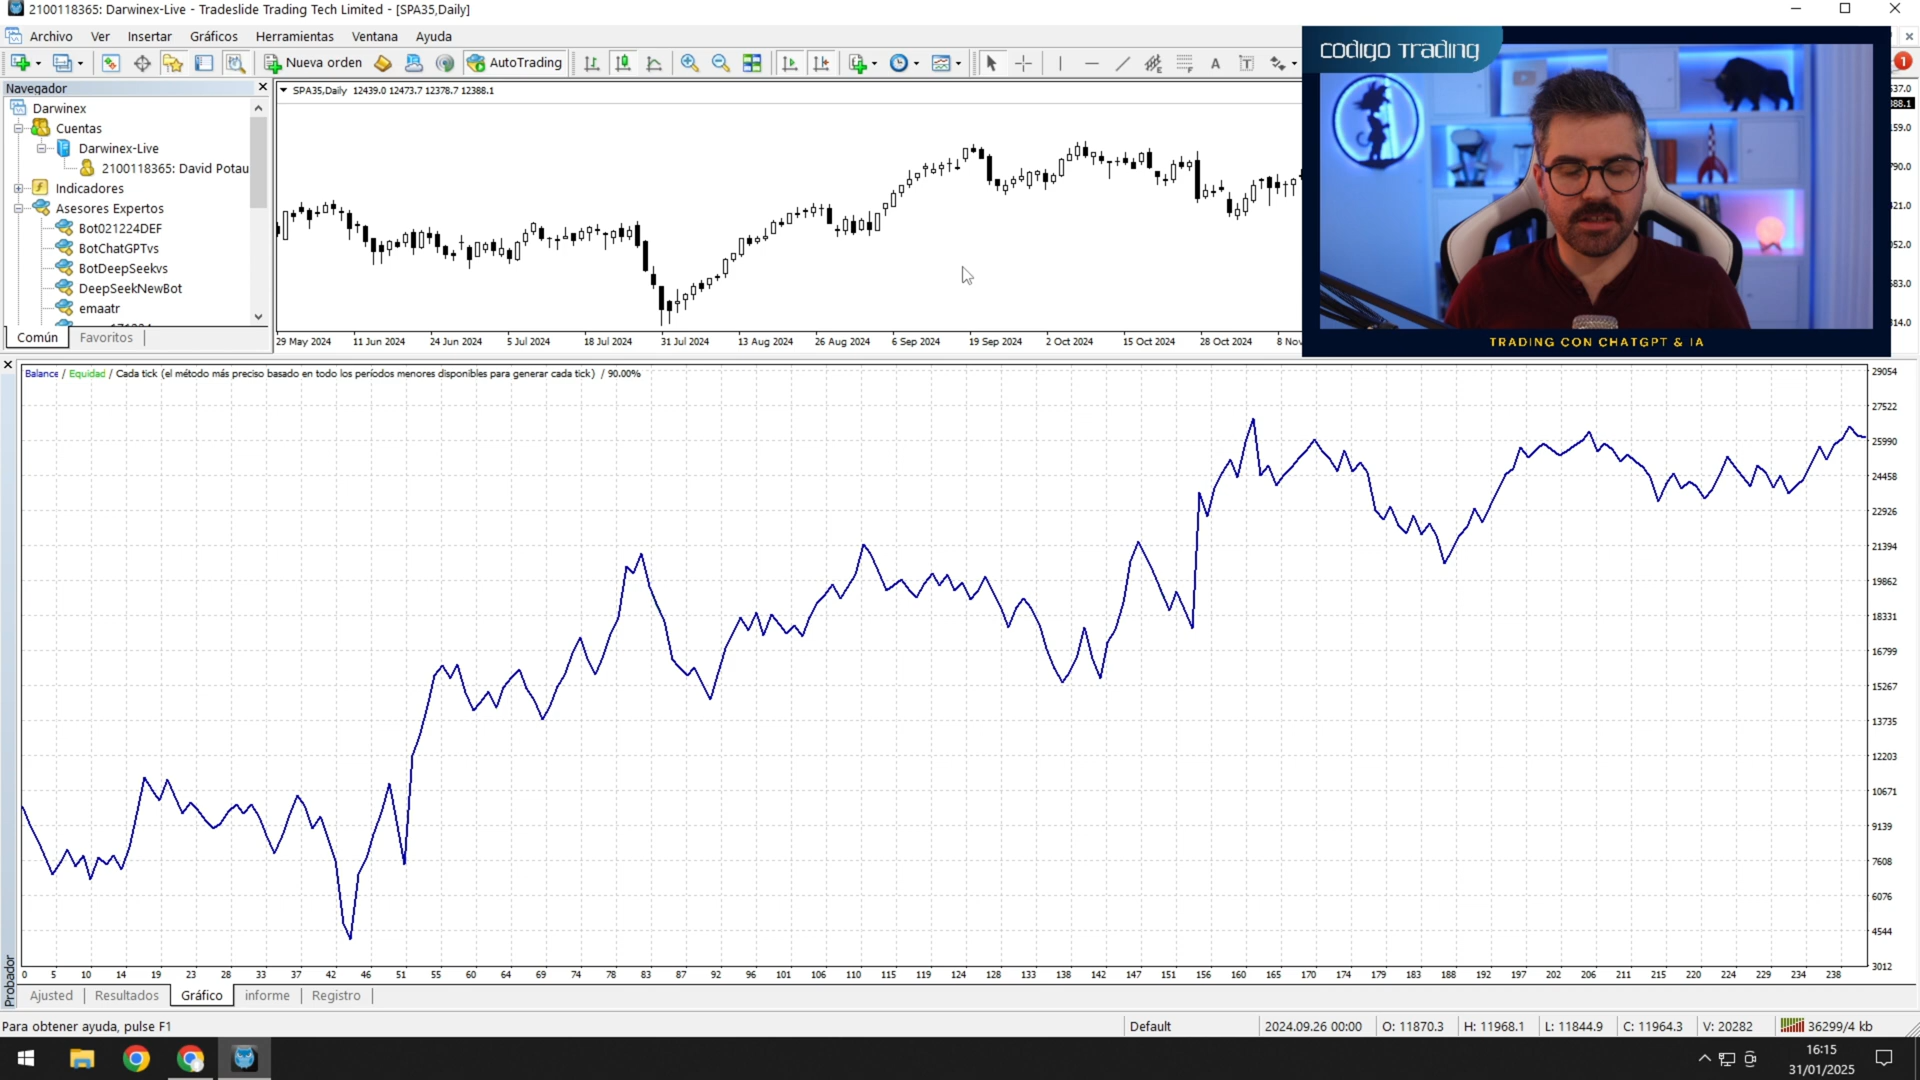 2100118365: Darwinex-Live - Tradeslide Trading Tech Limited - [SPA35,Daily]
Archivo Ver Insertar Gráficos Herramientas Ventana Ayuda
Nueva orden AutoTrading
codigo trading
TRADING CON CHATGPT & IA
1
Navegador
Darwinex
Cuentas
Darwinex-Live
2100118365: David Potau
Indicadores
Asesores Expertos
Bot021224DEF
BotChatGPTvs
BotDeepSeekvs
DeepSeekNewBot
emaatr
Común Favoritos
SPA35,Daily 12439.0 12473.7 12378.7 12388.1
29 May 2024 11 Jun 2024 24 Jun 2024 5 Jul 2024 18 Jul 2024 31 Jul 2024 13 Aug 2024 26 Aug 2024 6 Sep 2024 19 Sep 2024 2 Oct 2024 15 Oct 2024 28 Oct 2024 8 Nov
Balance / Equidad / Cada tick (el método más preciso basado en todo los períodos menores disponibles para generar cada tick) / 90.00%
29054
27522
25990
24458
22926
21394
19862
18331
16799
15267
13735
12203
10671
9139
7608
6076
4544
3012
0 5 10 14 19 23 28 33 37 42 46 51 55 60 64 69 74 78 83 87 92 96 101 106 110 115 119 124 128 133 138 142 147 151 156 160 165 170 174 179 183 188 192 197 202 206 211 215 220 224 229 234 238
Probador
Ajusted Resultados Gráfico informe Registro
Para obtener ayuda, pulse F1 Default 2024.09.26 00:00 O: 11870.3 H: 11968.1 L: 11844.9 C: 11964.3 V: 20282 36299/4 kb
16:15
31/01/2025